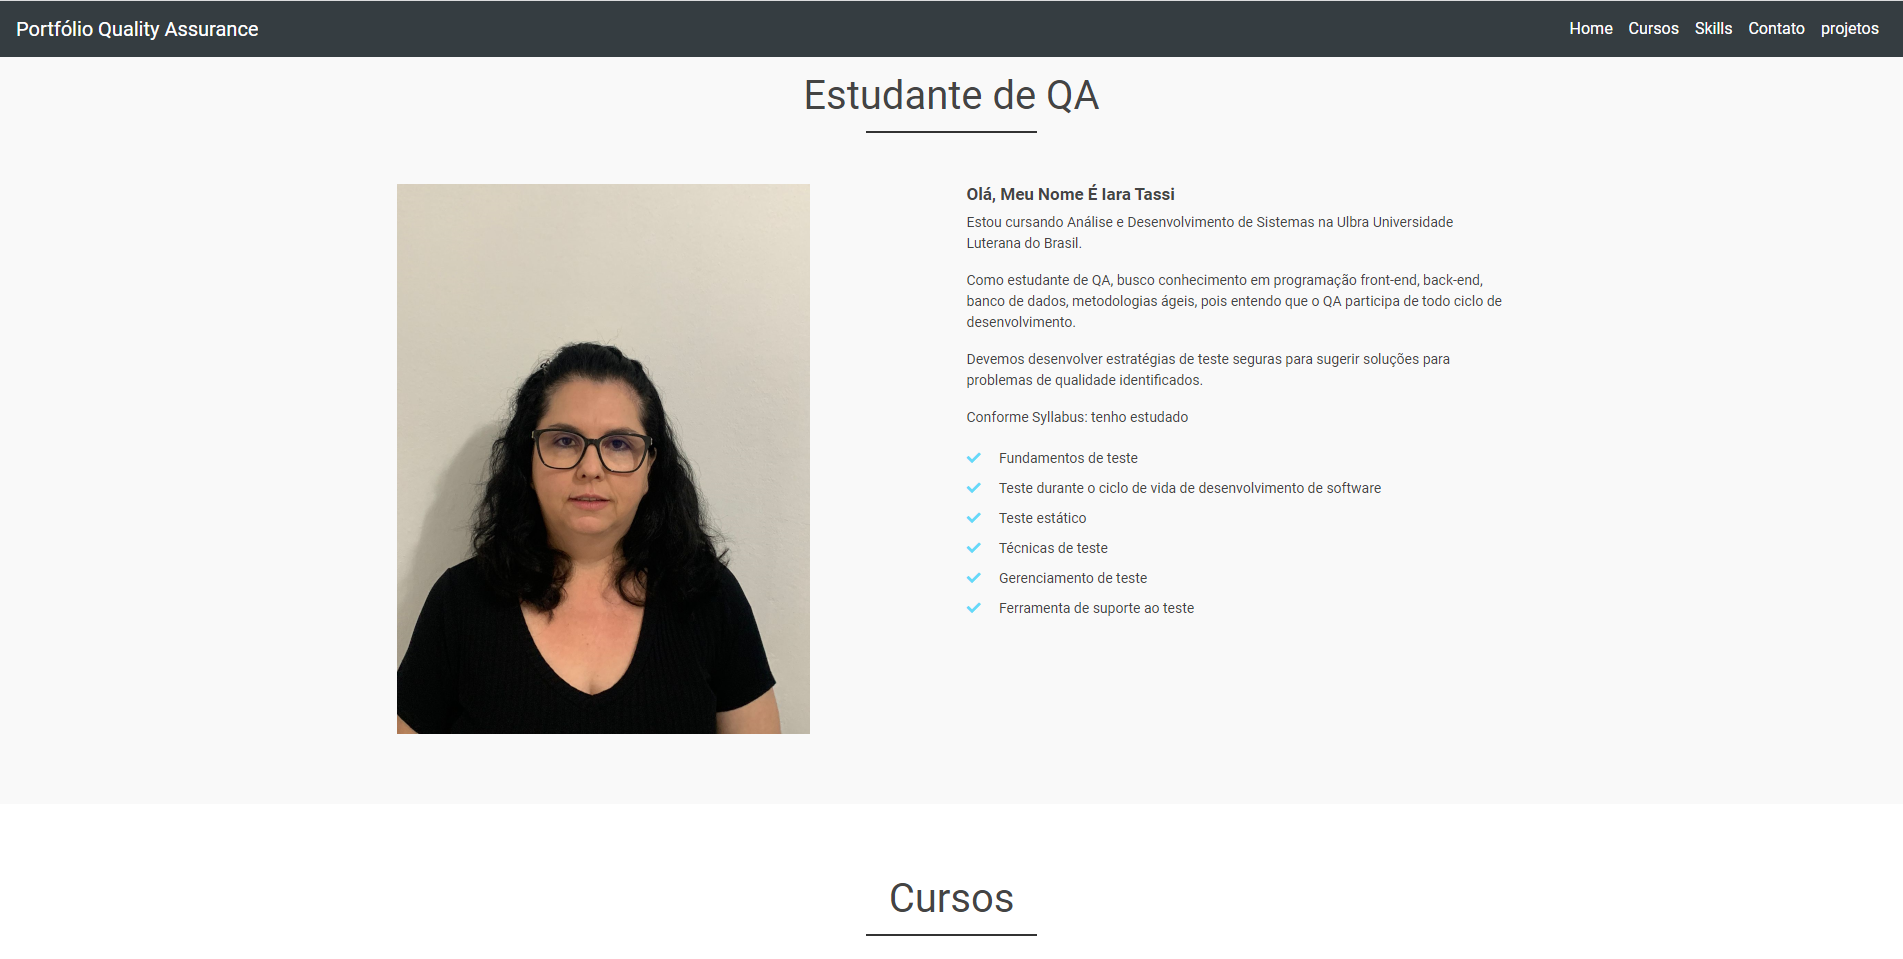 Portfólio Quality Assurance
Home Cursos Skills Contato projetos
Estudante de QA
Olá, Meu Nome É Iara Tassi
Estou cursando Análise e Desenvolvimento de Sistemas na Ulbra Universidade
Luterana do Brasil.
Como estudante de QA, busco conhecimento em programação front-end, back-end,
banco de dados, metodologias ágeis, pois entendo que o QA participa de todo ciclo de
desenvolvimento.
Devemos desenvolver estratégias de teste seguras para sugerir soluções para
problemas de qualidade identificados.
Conforme Syllabus: tenho estudado
Fundamentos de teste
Teste durante o ciclo de vida de desenvolvimento de software
Teste estático
Técnicas de teste
Gerenciamento de teste
Ferramenta de suporte ao teste
Cursos